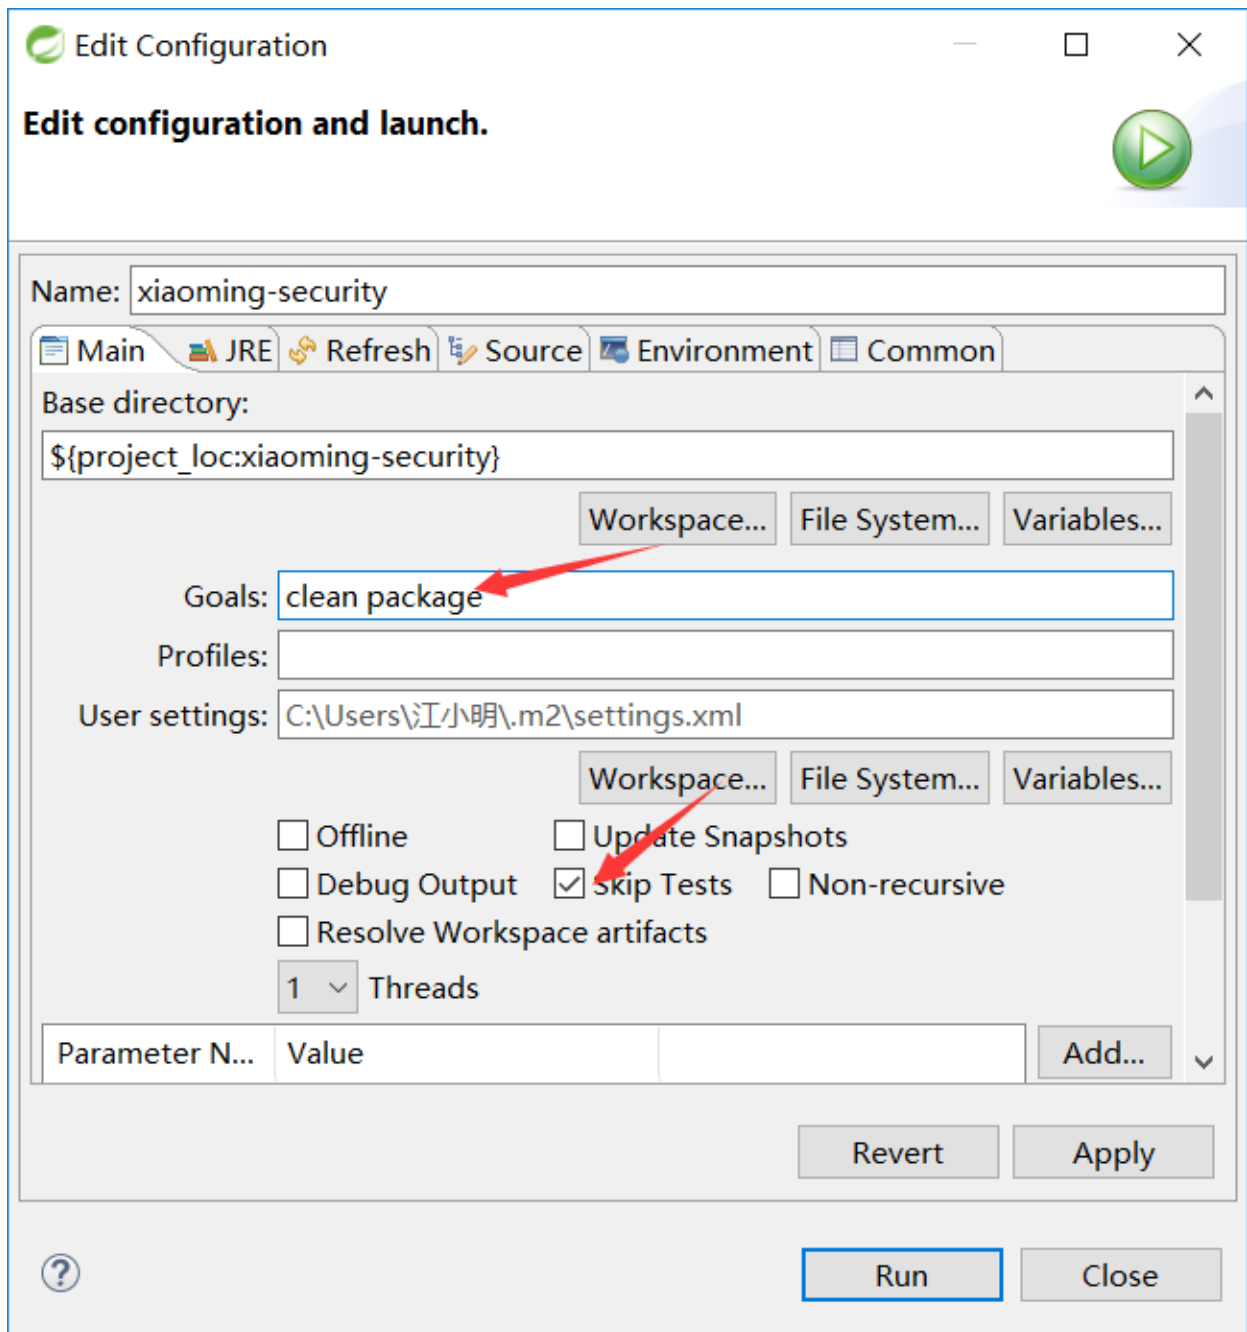 Edit Configuration
Edit configuration and launch.
Name: xiaoming-security
Main JRE Refresh Source Environment Common
Base directory:
${project_loc:xiaoming-security}
Workspace... File System... Variables...
Goals: clean package
Profiles:
User settings: C:\Users\江小明\.m2\settings.xml
Workspace... File System... Variables...
Offline Update Snapshots
Debug Output Skip Tests Non-recursive
Resolve Workspace artifacts
1 Threads
Parameter N... Value Add...
Revert Apply
? Run Close